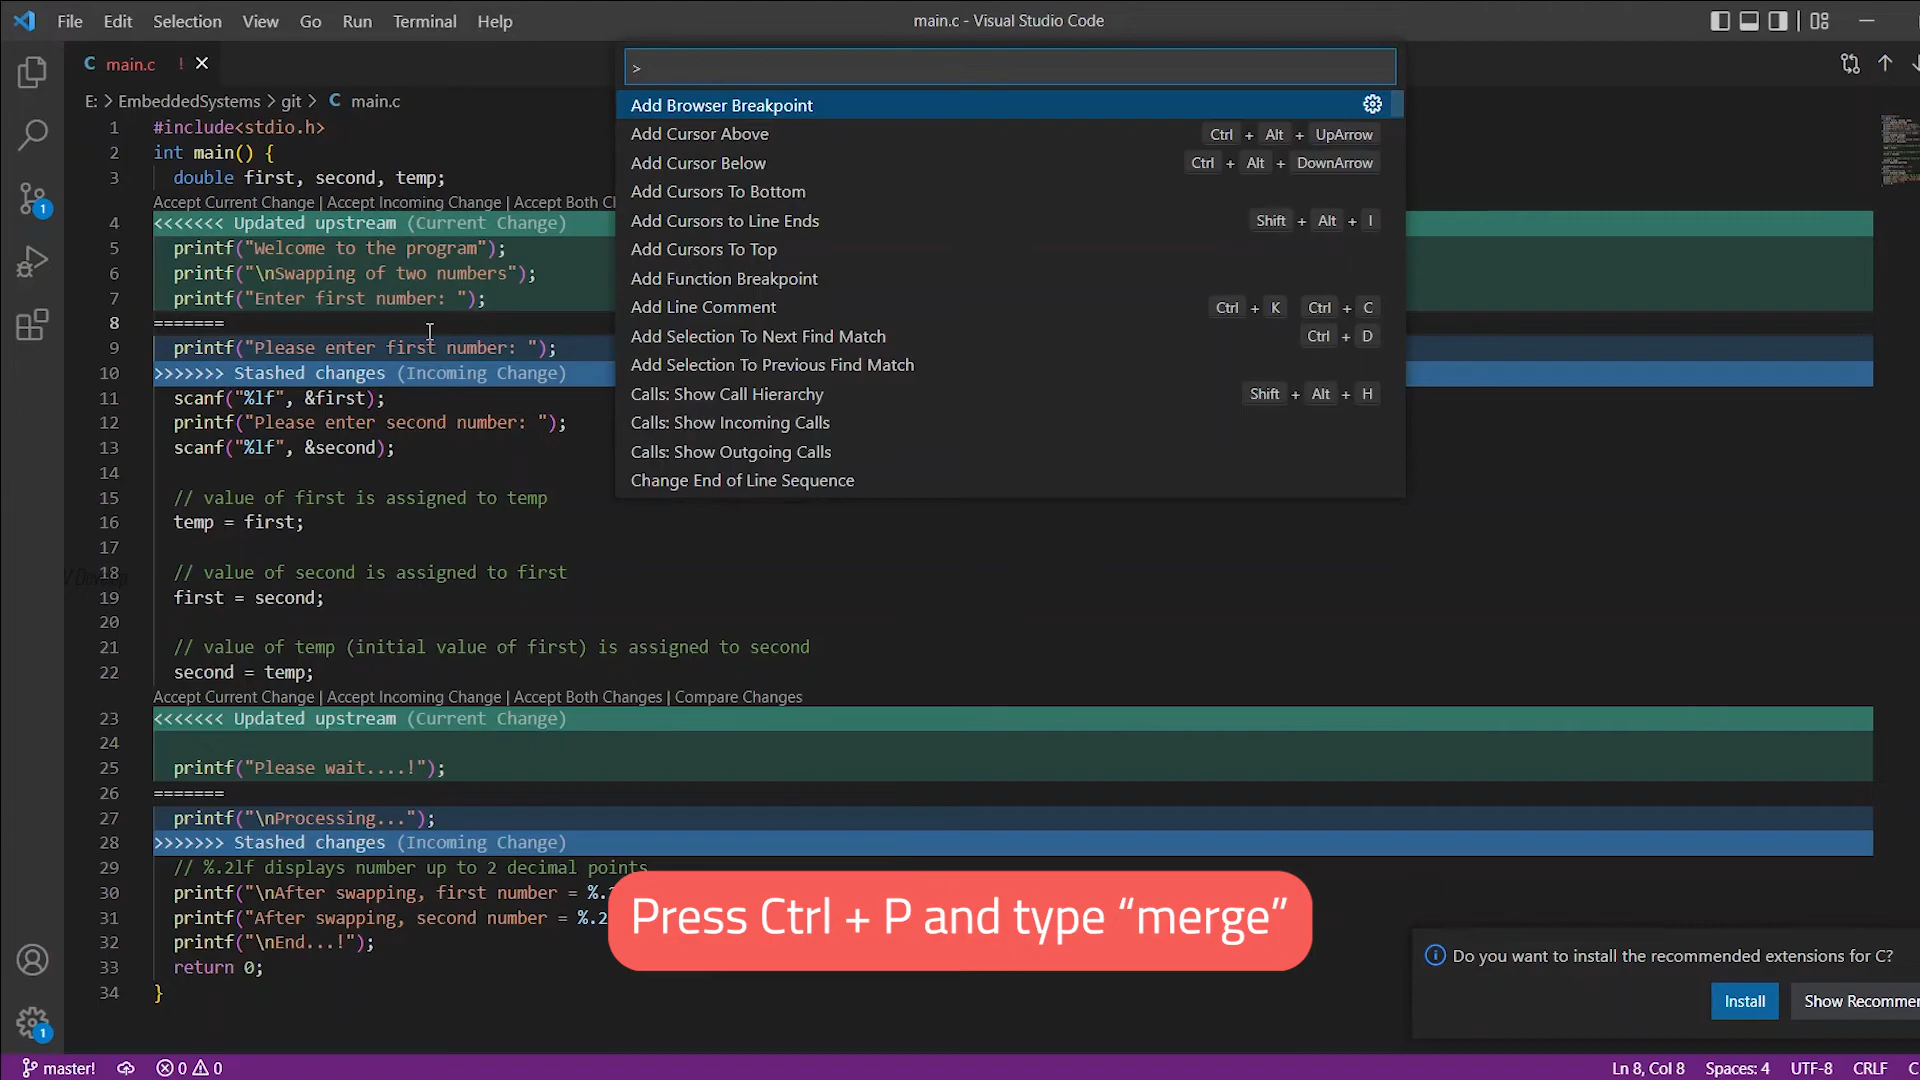 File Edit Selection View Go Run Terminal Help
main.c - Visual Studio Code
C main.c !
>
E: > EmbeddedSystems > git > C main.c
Add Browser Breakpoint
Add Cursor Above Ctrl + Alt + UpArrow
Add Cursor Below Ctrl + Alt + DownArrow
Add Cursors To Bottom
Add Cursors to Line Ends Shift + Alt + I
Add Cursors To Top
Add Function Breakpoint
Add Line Comment Ctrl + K Ctrl + C
Add Selection To Next Find Match Ctrl + D
Add Selection To Previous Find Match
Calls: Show Call Hierarchy Shift + Alt + H
Calls: Show Incoming Calls
Calls: Show Outgoing Calls
Change End of Line Sequence
1 #include<stdio.h>
2 int main() {
3 double first, second, temp;
Accept Current Change | Accept Incoming Change | Accept Both Cl
4 <<<<<<< Updated upstream (Current Change)
5 printf("Welcome to the program");
6 printf("\nSwapping of two numbers");
7 printf("Enter first number: ");
8 =======
9 printf("Please enter first number: ");
10 >>>>>>> Stashed changes (Incoming Change)
11 scanf("%lf", &first);
12 printf("Please enter second number: ");
13 scanf("%lf", &second);
14
15 // value of first is assigned to temp
16 temp = first;
17
18 // value of second is assigned to first
19 first = second;
20
21 // value of temp (initial value of first) is assigned to second
22 second = temp;
Accept Current Change | Accept Incoming Change | Accept Both Changes | Compare Changes
23 <<<<<<< Updated upstream (Current Change)
24
25 printf("Please wait....!");
26 =======
27 printf("\nProcessing...");
28 >>>>>>> Stashed changes (Incoming Change)
29 // %.2lf displays number up to 2 decimal points
30 printf("\nAfter swapping, first number = %.
31 printf("After swapping, second number = %.2
32 printf("\nEnd...!");
33 return 0;
34 }
Press Ctrl + P and type “merge”
Do you want to install the recommended extensions for C?
Install
Show Recommen
1
1
master! 0 0
Ln 8, Col 8 Spaces: 4 UTF-8 CRLF C